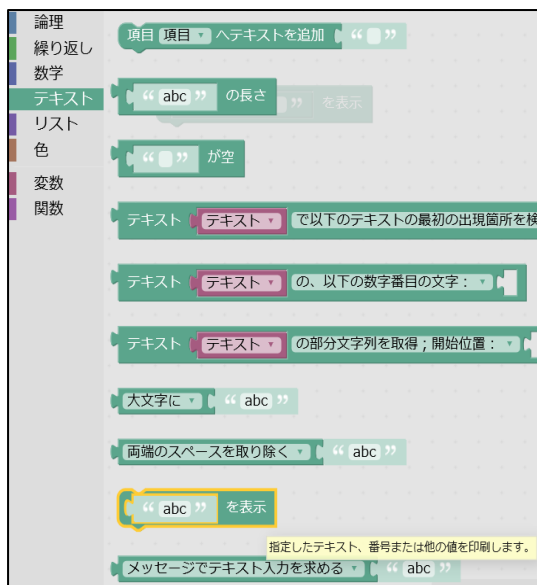 論理
繰り返し
数学
テキスト
リスト
色
変数
関数
項目 項目 へテキストを追加 “ ”
“ abc ” の長さ
” を表示
“ ” が空
テキスト テキスト で以下のテキストの最初の出現箇所を検
テキスト テキスト の、以下の数字番目の文字：
テキスト テキスト の部分文字列を取得；開始位置：
大文字に “ abc ”
両端のスペースを取り除く “ abc ”
“ abc ” を表示
指定したテキスト、番号または他の値を印刷します。
メッセージでテキスト入力を求める “ abc ”